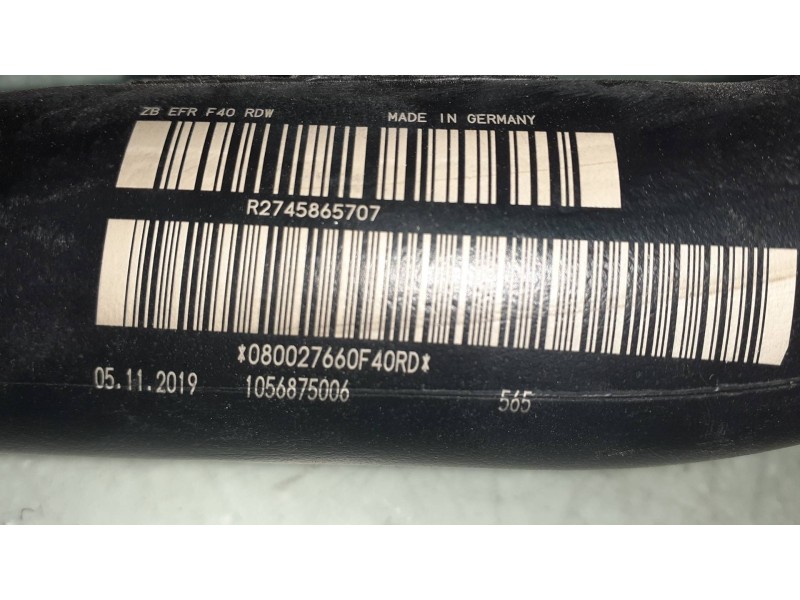 ZB EFR F40 RDW MADE IN GERMANY
R2745865707
*080027660F40RD*
05.11.2019 1056875006 565